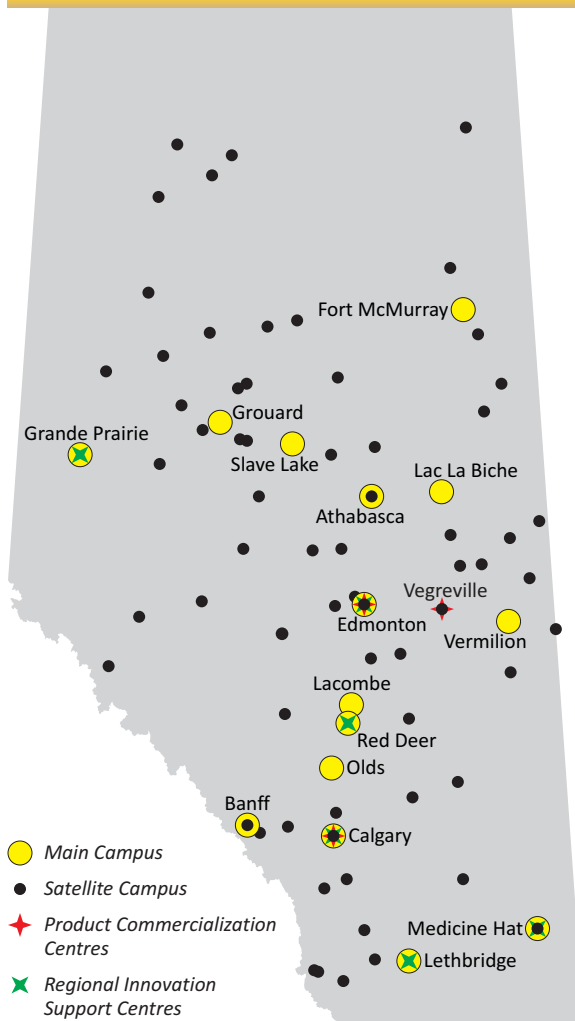 Fort McMurray
Grouard
Grande Prairie
Slave Lake
Lac La Biche
Athabasca
Vegreville
Edmonton
Vermilion
Lacombe
Red Deer
Olds
Banff
Calgary
Main Campus
Satellite Campus
Product Commercialization
Centres
Medicine Hat
Lethbridge
Regional Innovation
Support Centres